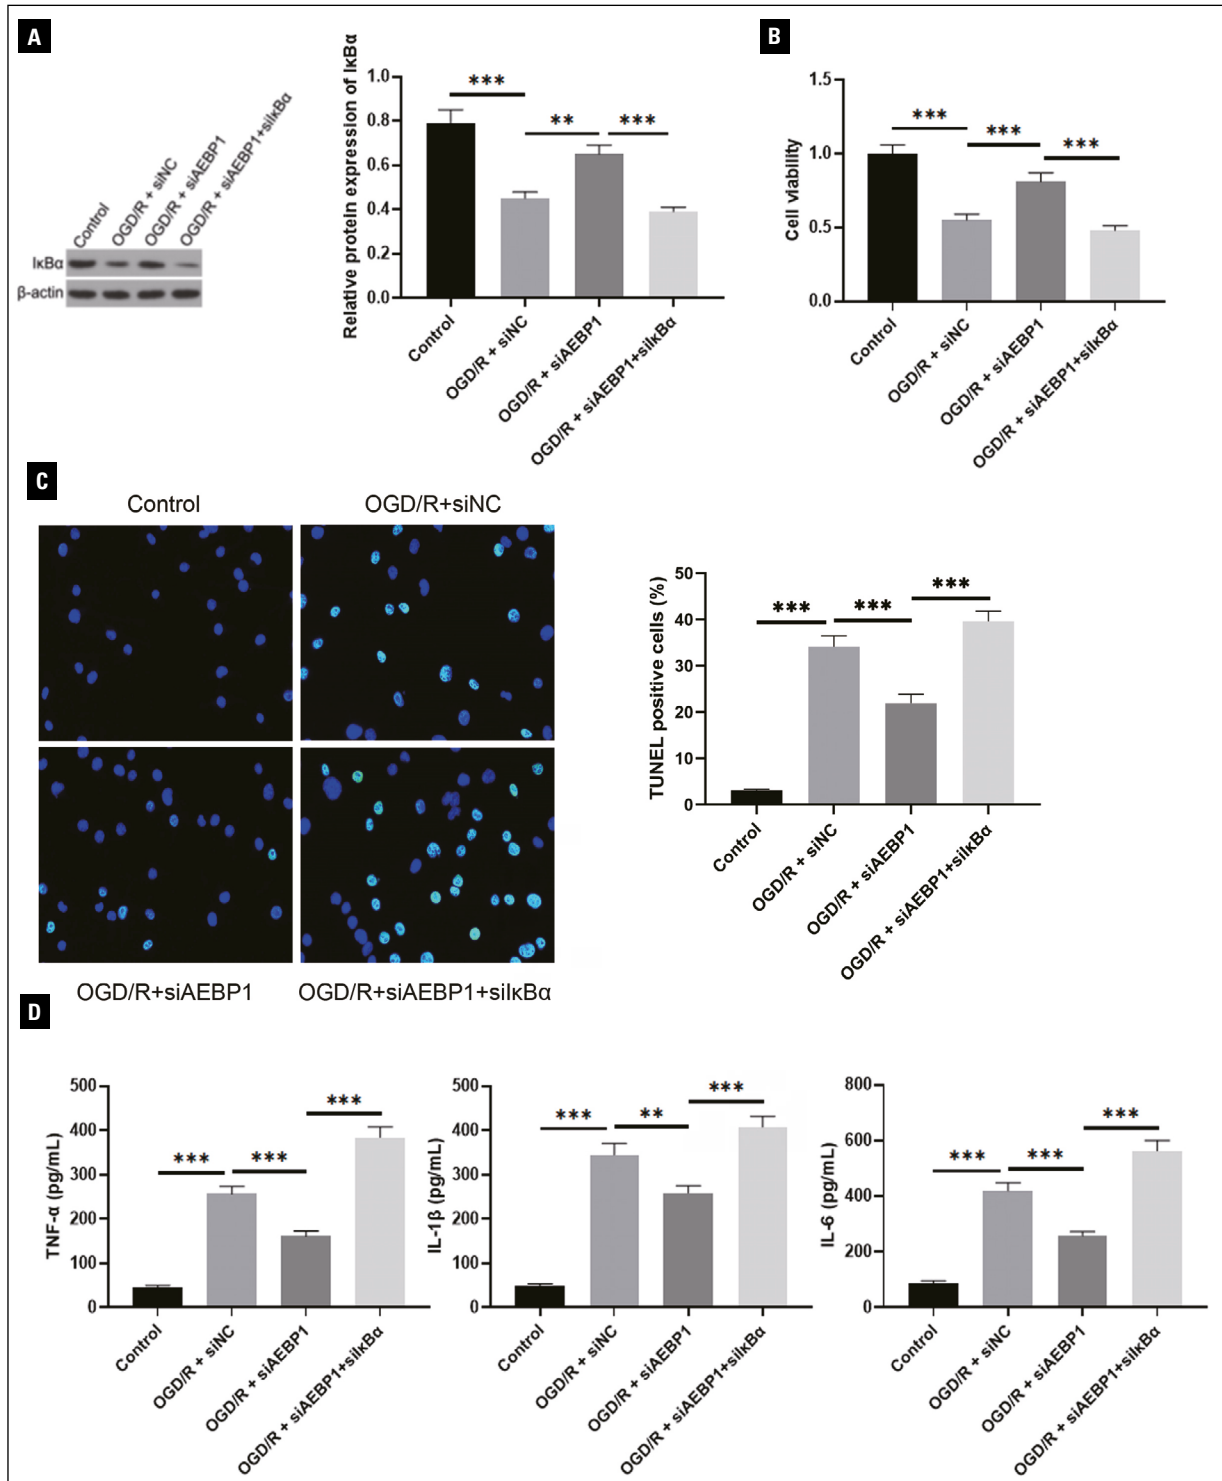 A
Control
OGD/R + siNC
OGD/R + siAEBP1
OGD/R + siAEBP1+siIκBα
IκBα
β-actin
Relative protein expression of IκBα
1.0
0.8
0.6
0.4
0.2
0.0
***
**
***
Control
OGD/R + siNC
OGD/R + siAEBP1
OGD/R + siAEBP1+siIκBα
B
Cell viability
1.5
1.0
0.5
0.0
***
***
***
Control
OGD/R + siNC
OGD/R + siAEBP1
OGD/R + siAEBP1+siIκBα
C
Control
OGD/R+siNC
OGD/R+siAEBP1
OGD/R+siAEBP1+siIκBα
TUNEL positive cells (%)
50
40
30
20
10
0
***
***
***
Control
OGD/R + siNC
OGD/R + siAEBP1
OGD/R + siAEBP1+siIκBα
D
TNF-α (pg/mL)
500
400
300
200
100
0
***
***
***
Control
OGD/R + siNC
OGD/R + siAEBP1
OGD/R + siAEBP1+siIκBα
IL-1β (pg/mL)
500
400
300
200
100
0
***
**
***
Control
OGD/R + siNC
OGD/R + siAEBP1
OGD/R + siAEBP1+siIκBα
IL-6 (pg/mL)
800
600
400
200
0
***
***
***
Control
OGD/R + siNC
OGD/R + siAEBP1
OGD/R + siAEBP1+siIκBα